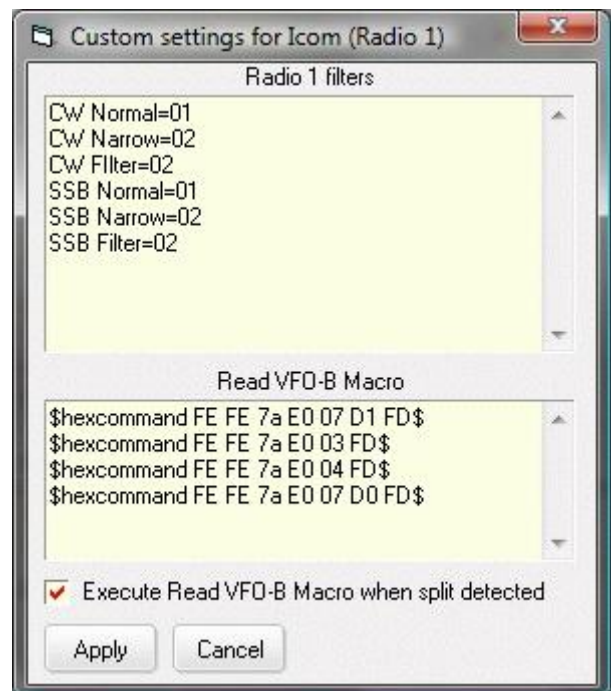 Custom settings for Icom (Radio 1)
Radio 1 filters
CW Normal=01
CW Narrow=02
CW FIlter=02
SSB Normal=01
SSB Narrow=02
SSB Filter=02
Read VFO-B Macro
$hexcommand FE FE 7a E0 07 D1 FD$
$hexcommand FE FE 7a E0 03 FD$
$hexcommand FE FE 7a E0 04 FD$
$hexcommand FE FE 7a E0 07 D0 FD$
Execute Read VFO-B Macro when split detected
Apply Cancel